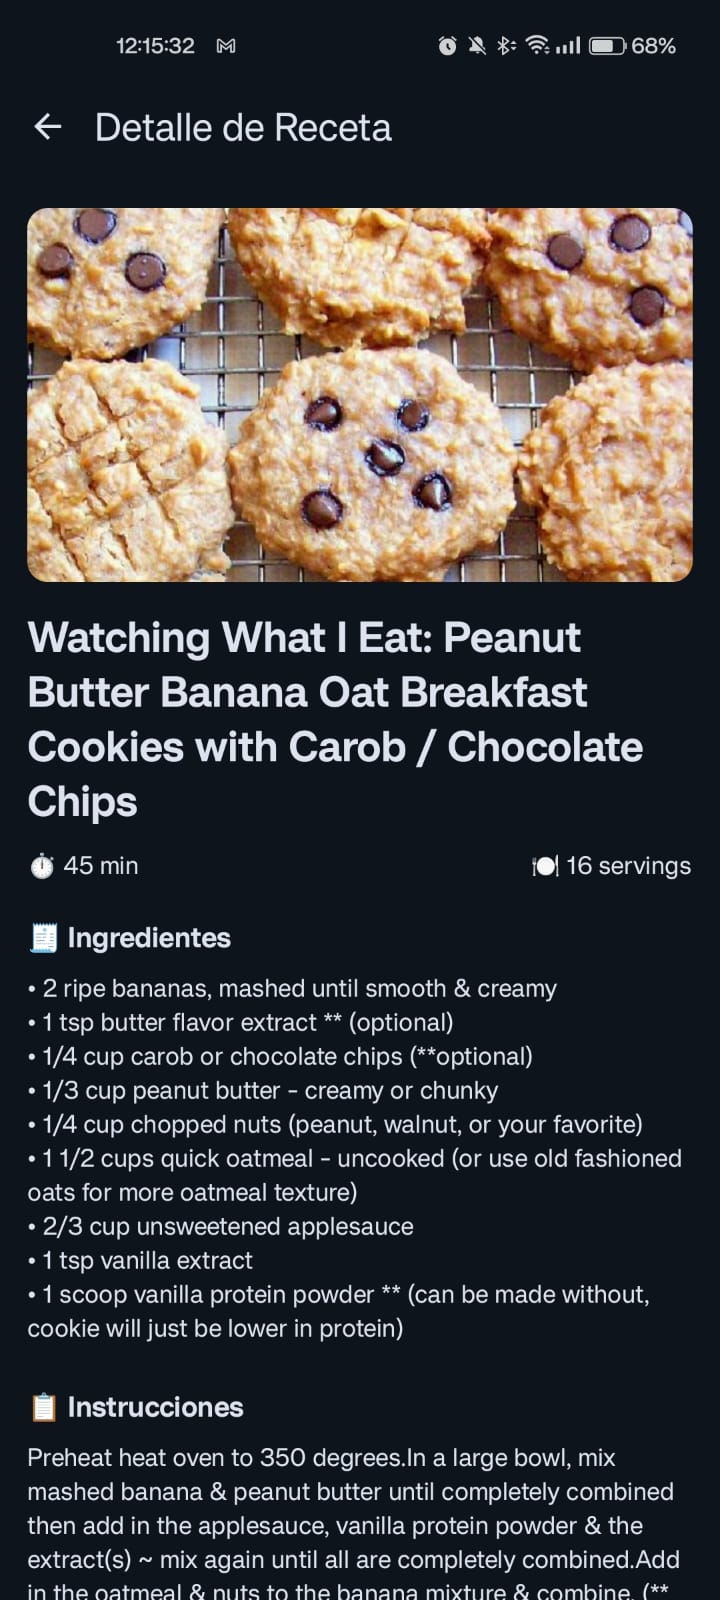 12:15:32
68%
Detalle de Receta
Watching What I Eat: Peanut
Butter Banana Oat Breakfast
Cookies with Carob / Chocolate
Chips
45 min
16 servings
Ingredientes
• 2 ripe bananas, mashed until smooth & creamy
• 1 tsp butter flavor extract ** (optional)
• 1/4 cup carob or chocolate chips (**optional)
• 1/3 cup peanut butter - creamy or chunky
• 1/4 cup chopped nuts (peanut, walnut, or your favorite)
• 1 1/2 cups quick oatmeal - uncooked (or use old fashioned
oats for more oatmeal texture)
• 2/3 cup unsweetened applesauce
• 1 tsp vanilla extract
• 1 scoop vanilla protein powder ** (can be made without,
cookie will just be lower in protein)
Instrucciones
Preheat heat oven to 350 degrees.In a large bowl, mix
mashed banana & peanut butter until completely combined
then add in the applesauce, vanilla protein powder & the
extract(s) ~ mix again until all are completely combined.Add
in the oatmeal & nuts to the banana mixture & combine. (**